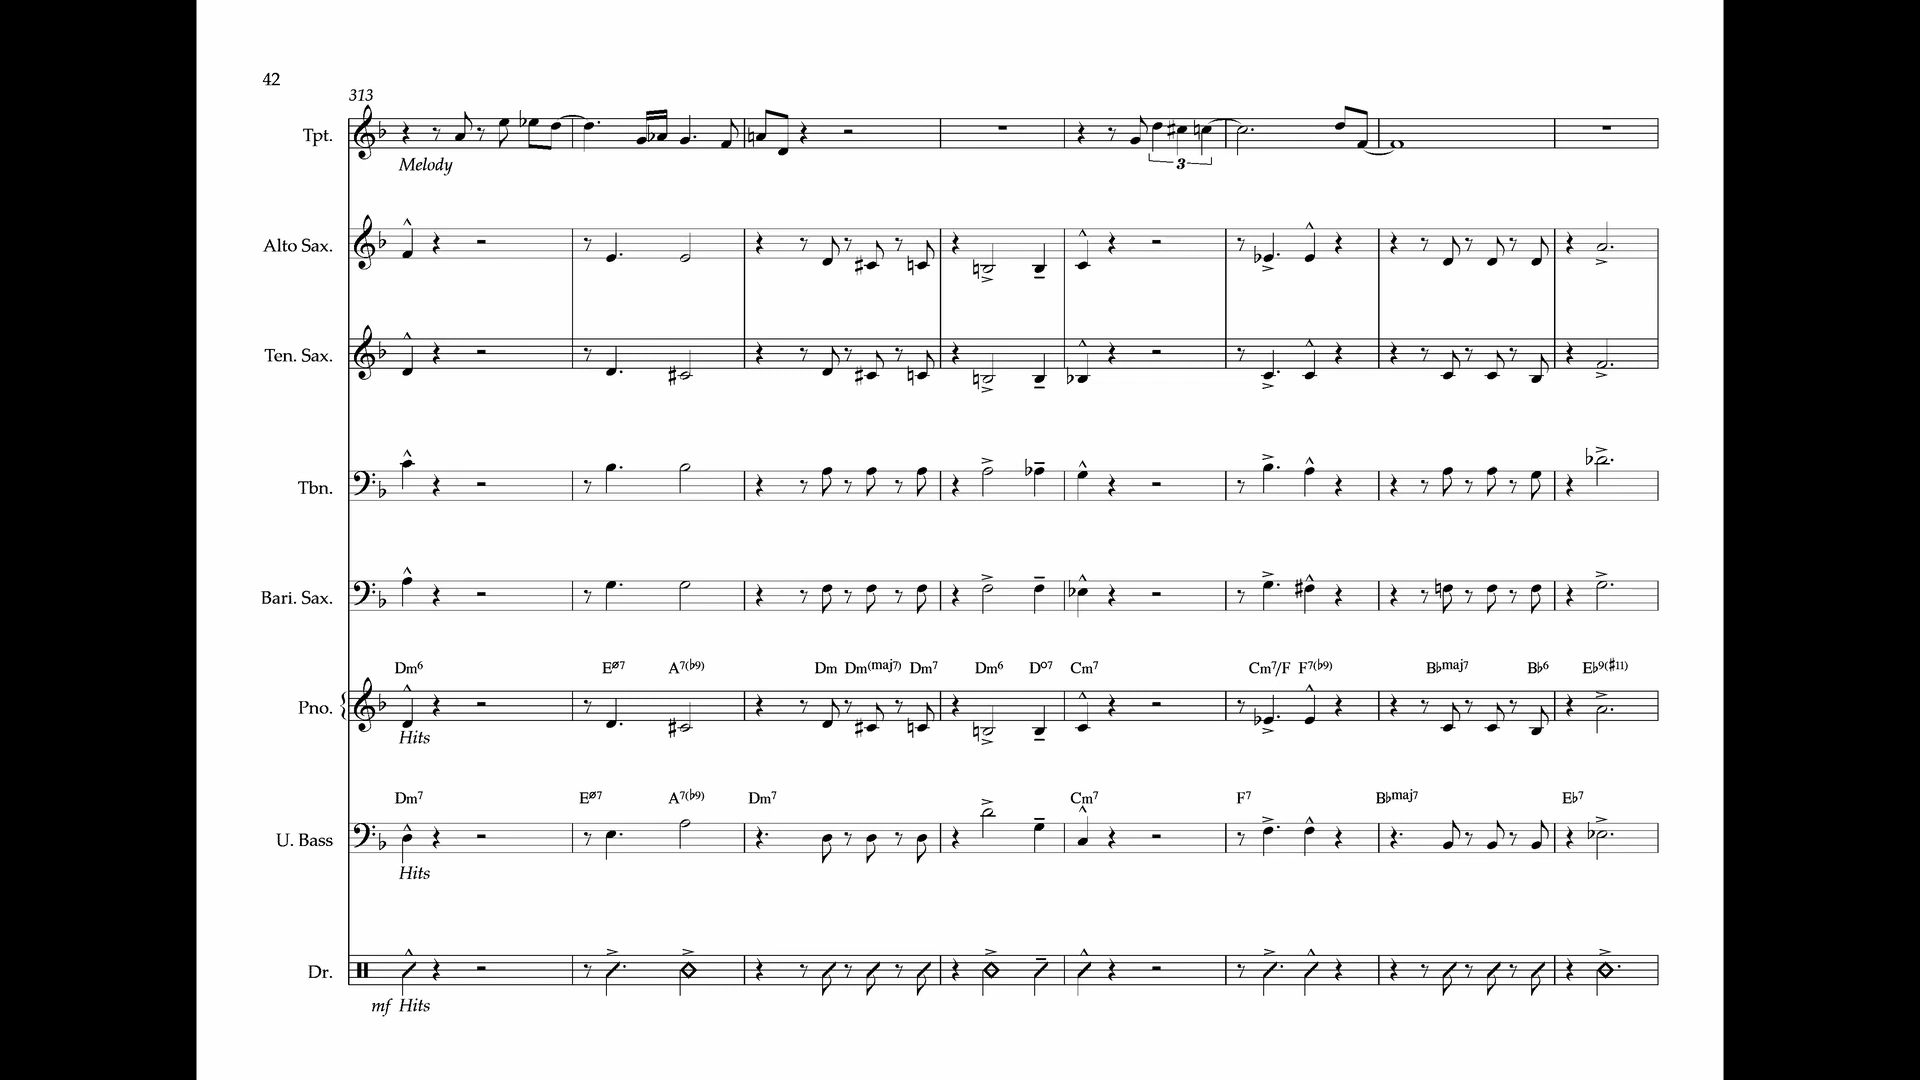 42
313
Tpt.
Melody
3
Alto Sax.
Ten. Sax.
Tbn.
Bari. Sax.
Dm6 Eø7 A7(♭9) Dm Dm(maj7) Dm7 Dm6 Do7 Cm7 Cm7/F F7(♭9) B♭maj7 B♭6 E♭9(♯11)
Pno.
Hits
Dm7 Eø7 A7(♭9) Dm7 Cm7 F7 B♭maj7 E♭7
U. Bass
Hits
Dr.
mf Hits